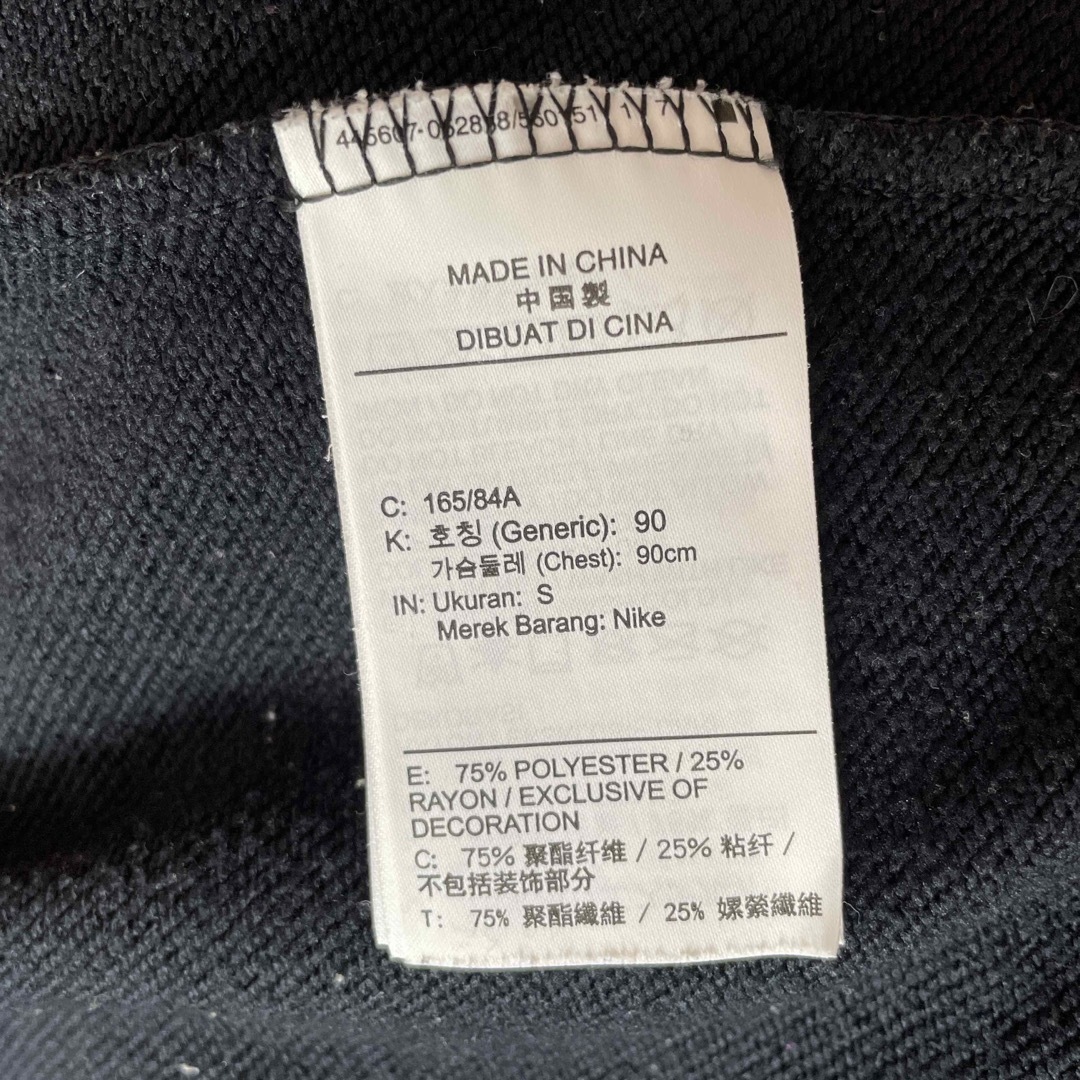 MADE IN CHINA
中国製
DIBUAT DI CINA
C: 165/84A
K: 호칭 (Generic): 90
가슴둘레 (Chest): 90cm
IN: Ukuran: S
Merek Barang: Nike
E: 75% POLYESTER / 25%
RAYON / EXCLUSIVE OF
DECORATION
C: 75% 聚酯纤维 / 25% 粘纤 /
不包括装饰部分
T: 75% 聚酯纖維 / 25% 嫘縈纖維